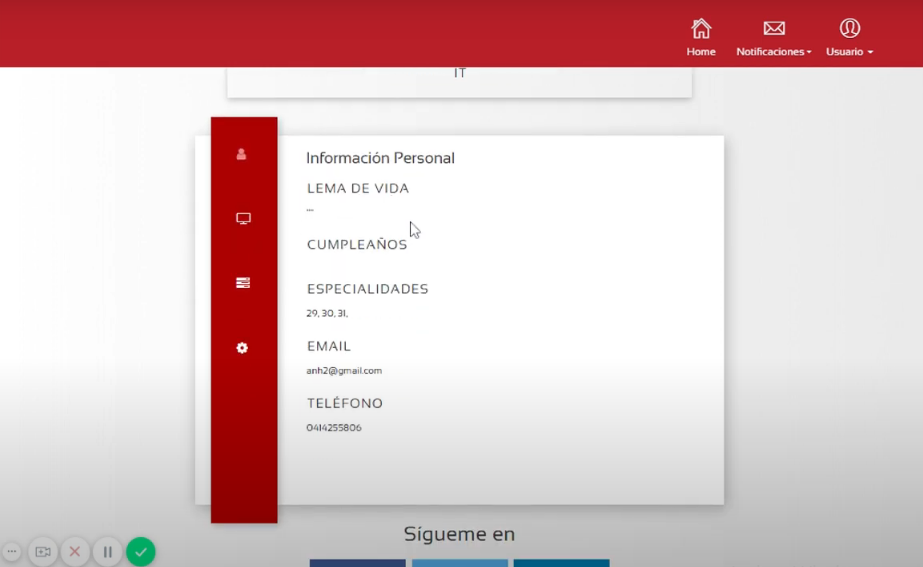 Home
Notificaciones
Usuario
IT
Información Personal
LEMA DE VIDA
...
CUMPLEAÑOS
ESPECIALIDADES
29, 30, 31,
EMAIL
anh2@gmail.com
TELÉFONO
0414255806
Sígueme en